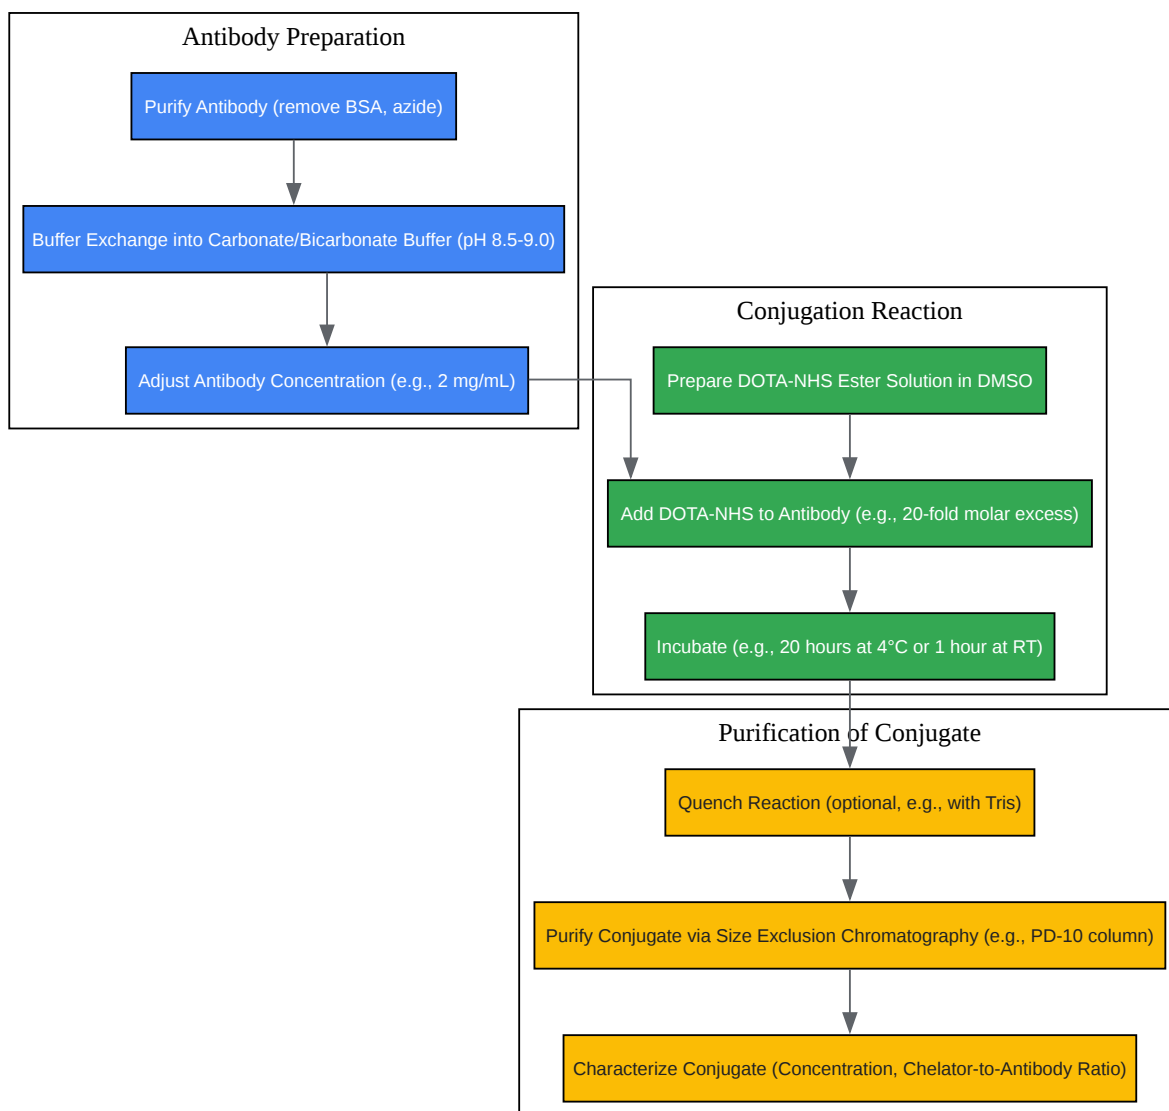 Antibody Preparation
Purify Antibody (remove BSA, azide)
Buffer Exchange into Carbonate/Bicarbonate Buffer (pH 8.5-9.0)
Adjust Antibody Concentration (e.g., 2 mg/mL)
Conjugation Reaction
Prepare DOTA-NHS Ester Solution in DMSO
Add DOTA-NHS to Antibody (e.g., 20-fold molar excess)
Incubate (e.g., 20 hours at 4°C or 1 hour at RT)
Purification of Conjugate
Quench Reaction (optional, e.g., with Tris)
Purify Conjugate via Size Exclusion Chromatography (e.g., PD-10 column)
Characterize Conjugate (Concentration, Chelator-to-Antibody Ratio)